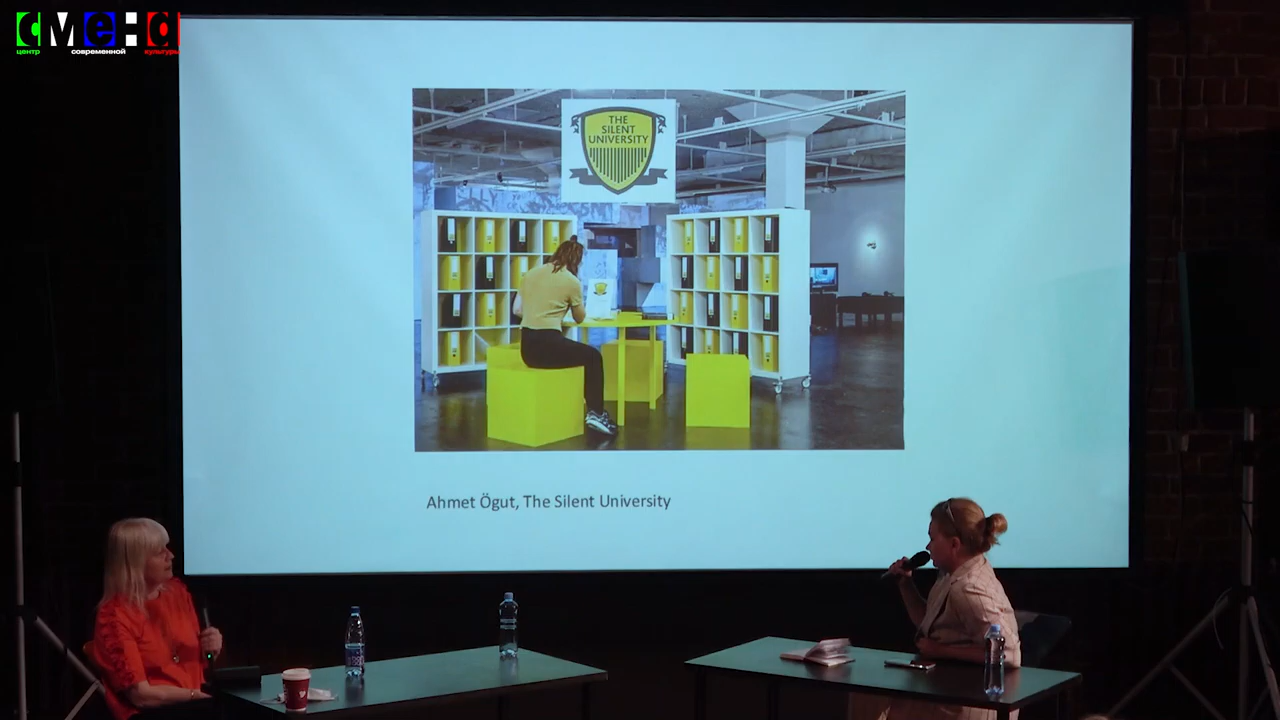 смена
центр современной культуры
THE
SILENT
UNIVERSITY
Ahmet Ögut, The Silent University